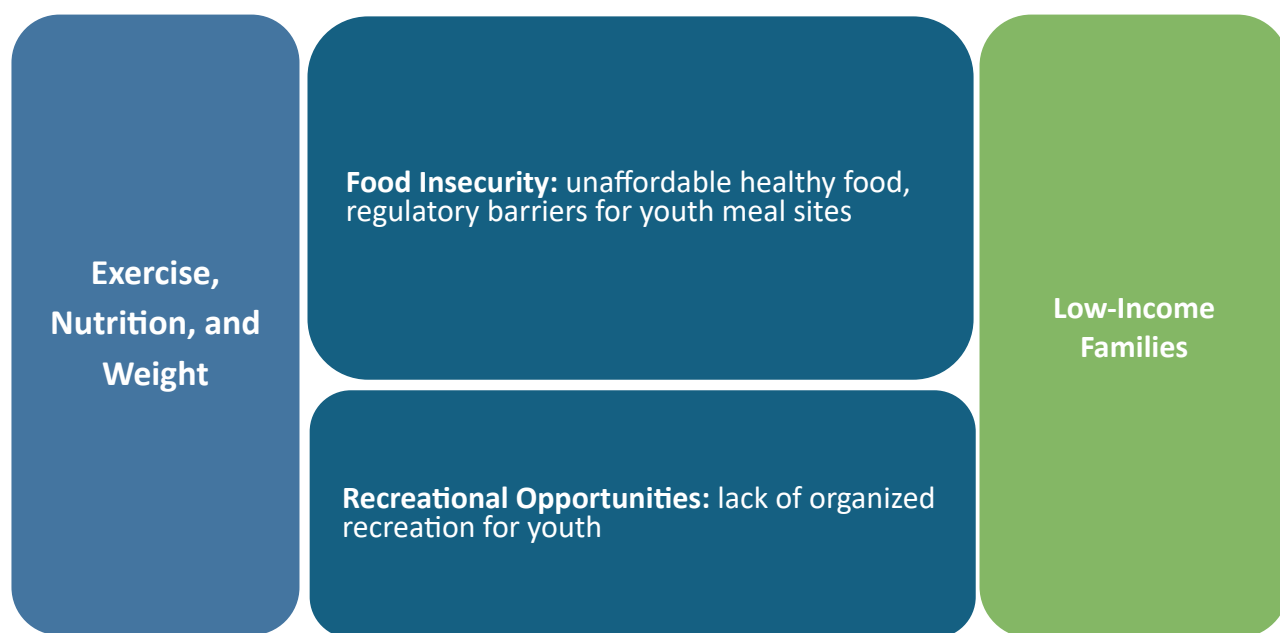 Exercise,
Nutrition, and
Weight
Food Insecurity: unaffordable healthy food,
regulatory barriers for youth meal sites
Recreational Opportunities: lack of organized
recreation for youth
Low-Income
Families